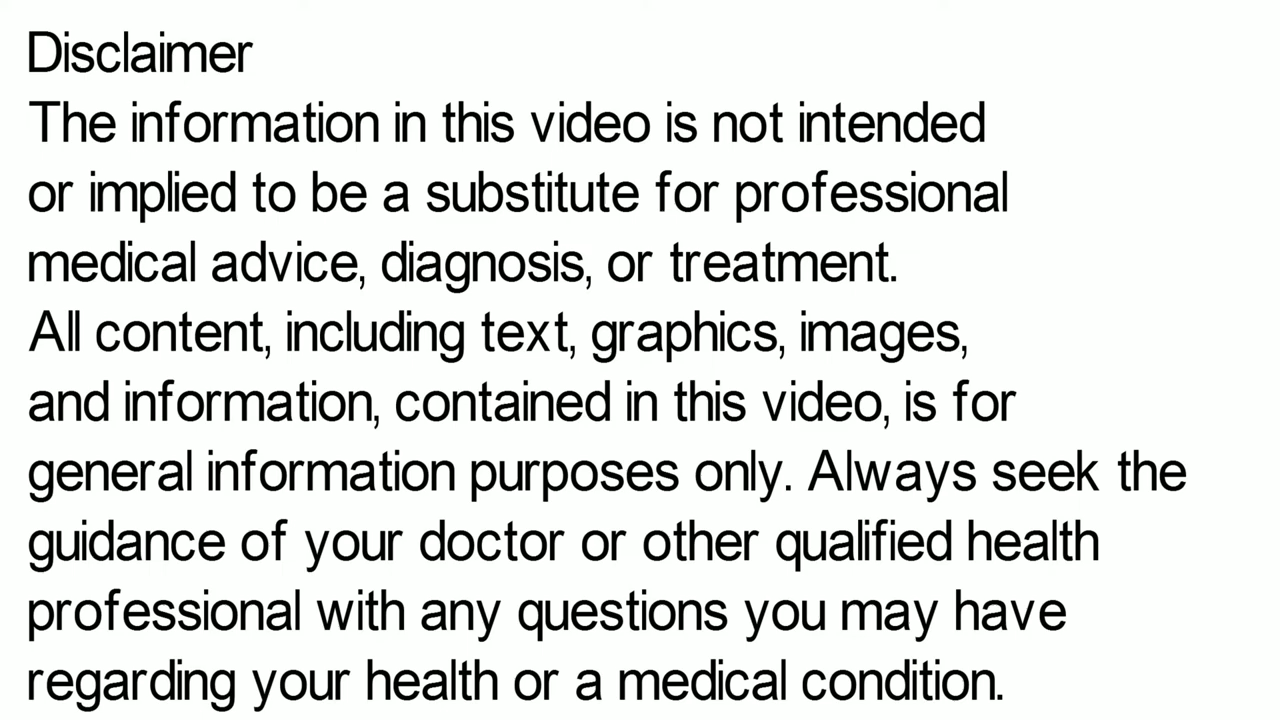 Disclaimer
The information in this video is not intended
or implied to be a substitute for professional
medical advice, diagnosis, or treatment.
All content, including text, graphics, images,
and information, contained in this video, is for
general information purposes only. Always seek the
guidance of your doctor or other qualified health
professional with any questions you may have
regarding your health or a medical condition.